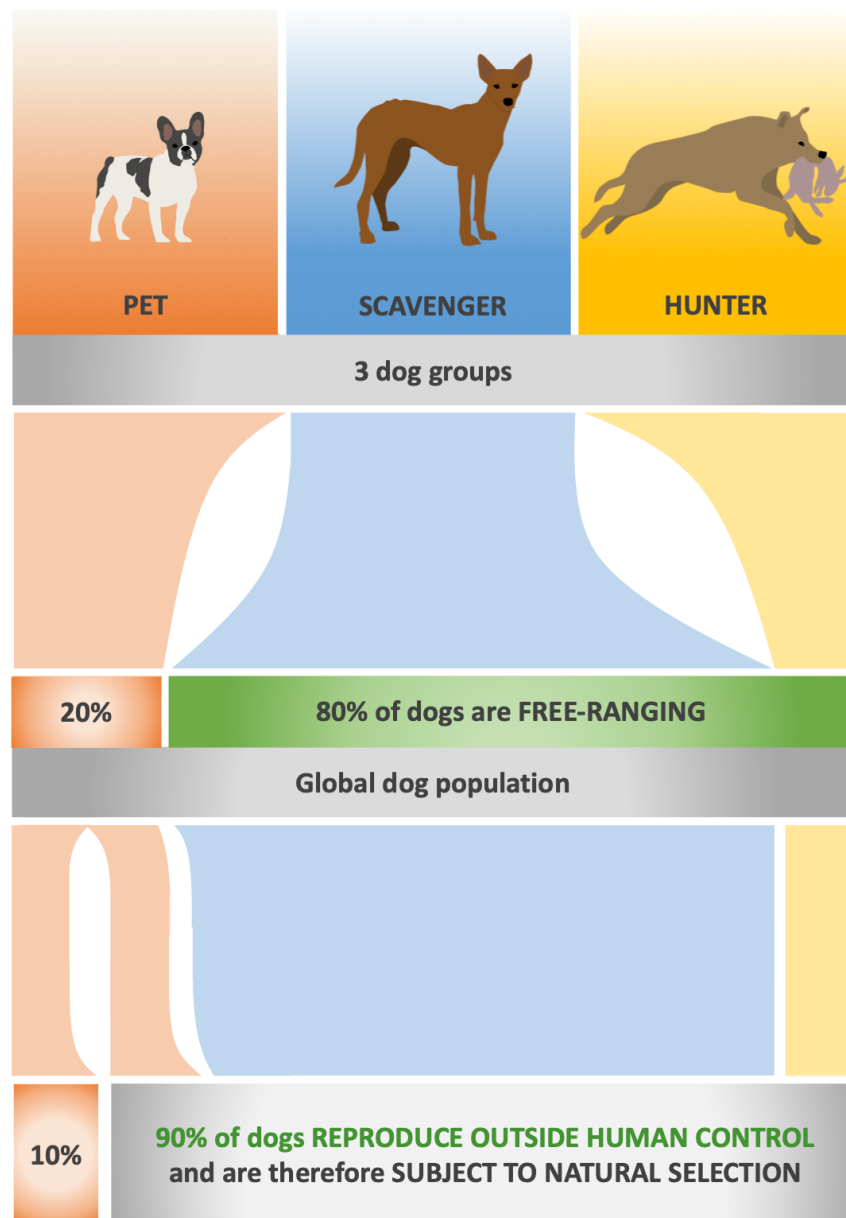 PET
SCAVENGER
HUNTER
3 dog groups
20%
80% of dogs are FREE-RANGING
Global dog population
10%
90% of dogs REPRODUCE OUTSIDE HUMAN CONTROL
and are therefore SUBJECT TO NATURAL SELECTION